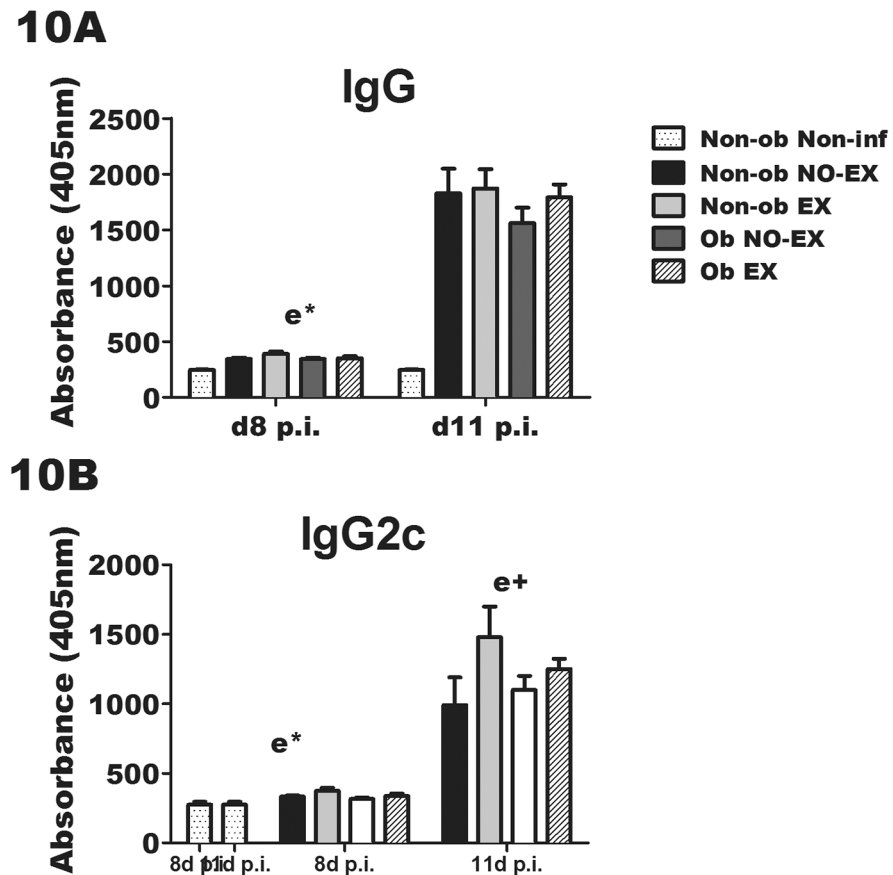 10A
IgG
Absorbance (405nm)
2500
2000
1500
1000
500
0
e*
d8 p.i.
d11 p.i.
Non-ob Non-inf
Non-ob NO-EX
Non-ob EX
Ob NO-EX
Ob EX
10B
IgG2c
Absorbance (405nm)
2000
1500
1000
500
0
e*
e+
8d p.i.
11d p.i.
8d p.i.
11d p.i.